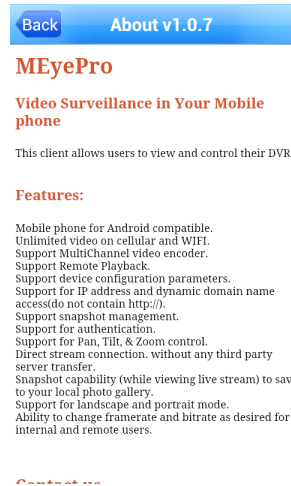 Back
About v1.0.7
MEyePro
Video Surveillance in Your Mobile
phone
This client allows users to view and control their DVR
Features:
Mobile phone for Android compatible.
Unlimited video on cellular and WIFI.
Support MultiChannel video encoder.
Support Remote Playback.
Support device configuration parameters.
Support for IP address and dynamic domain name
access(do not contain http://).
Support snapshot management.
Support for authentication.
Support for Pan, Tilt, & Zoom control.
Direct stream connection. without any third party
server transfer.
Snapshot capability (while viewing live stream) to sav
to your local photo gallery.
Support for landscape and portrait mode.
Ability to change framerate and bitrate as desired for
internal and remote users.
Contact us